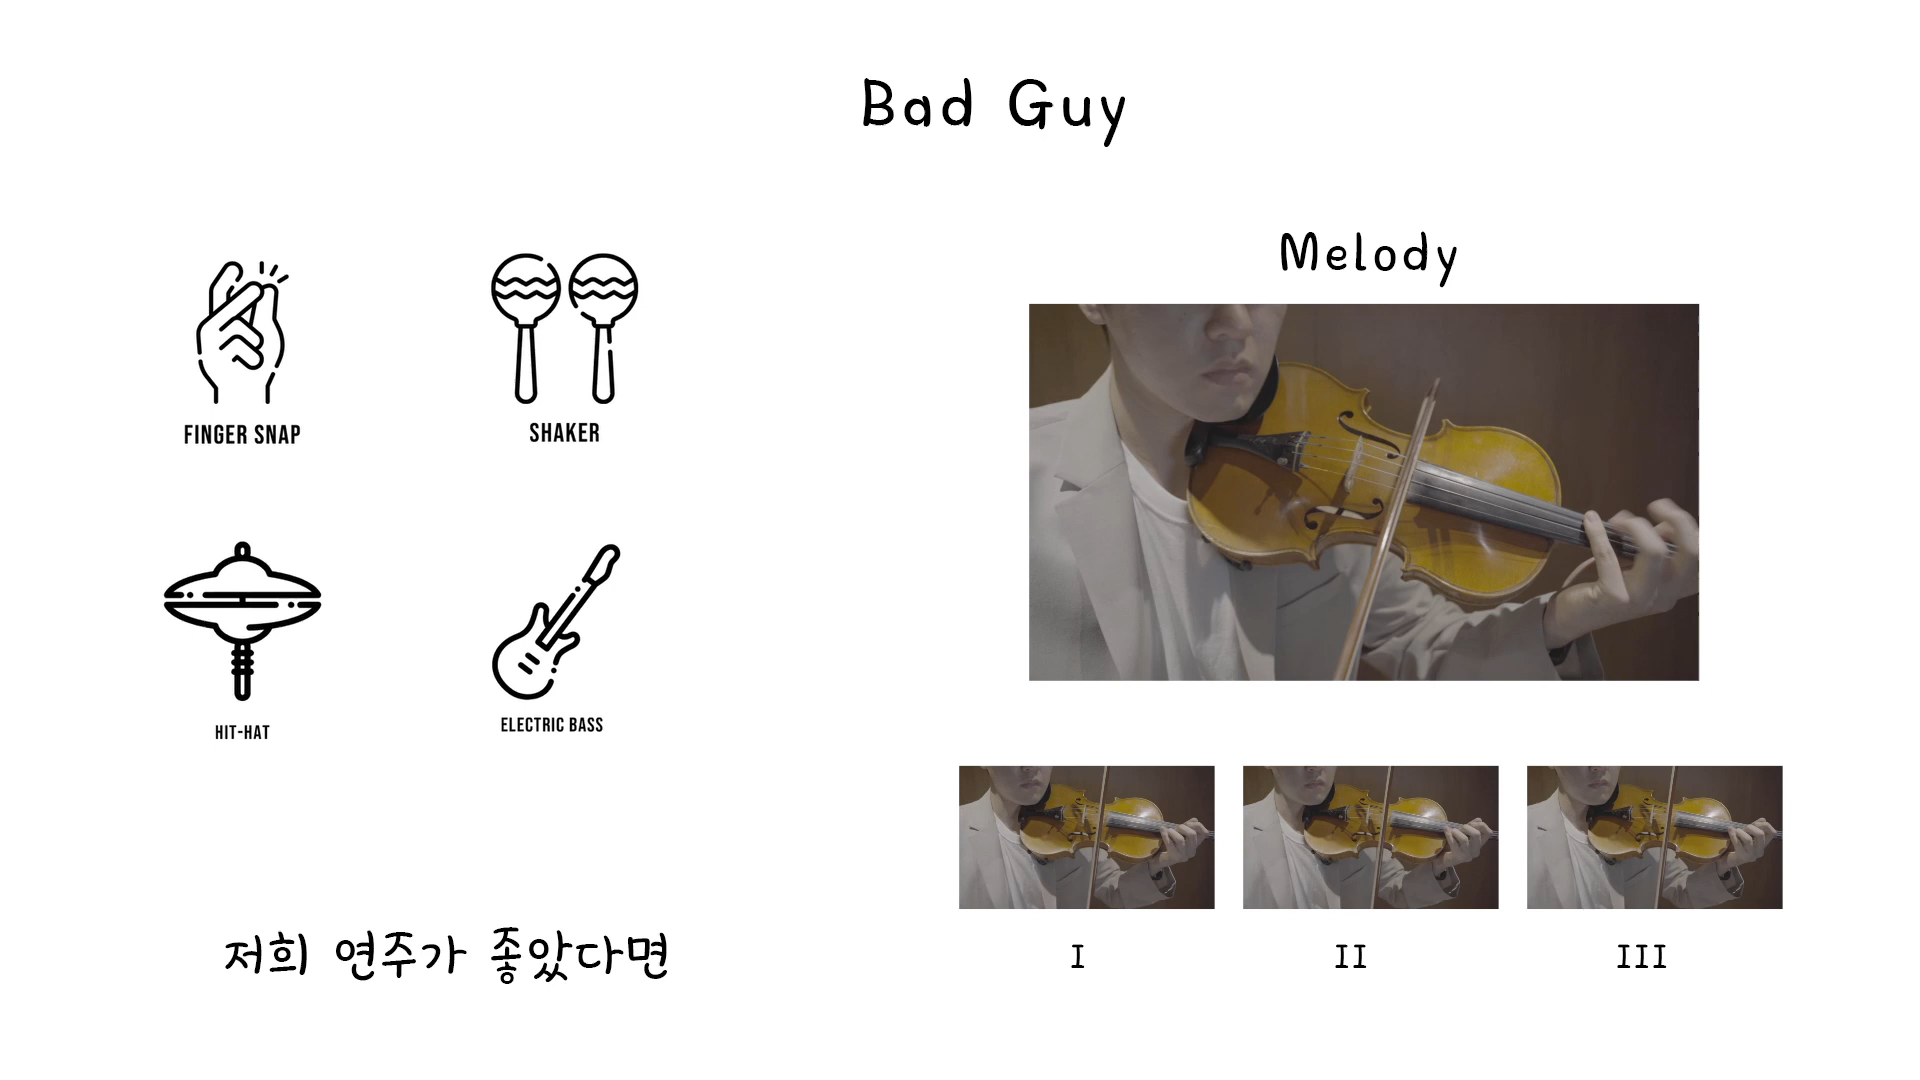 Bad Guy
Melody
FINGER SNAP
SHAKER
HIT-HAT
ELECTRIC BASS
저희 연주가 좋았다면
I
II
III